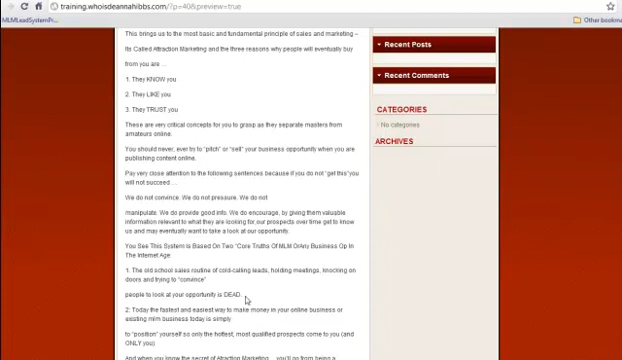 training.whoisdeannahibbs.com/?p=40&preview=true
MLMLeadSystemPr...
Other bookma
This brings us to the most basic and fundamental principle of sales and marketing –
Its Called Attraction Marketing and the three reasons why people will eventually buy
from you are ...
1. They KNOW you
2. They LIKE you
3. They TRUST you
These are very critical concepts for you to grasp as they separate masters from
amateurs online.
You should never, ever try to "pitch" or "sell" your business opportunity when you are
publishing content online.
Pay very close attention to the following sentences because if you do not "get this"you
will not succeed ...
We do not convince. We do not pressure. We do not
manipulate. We do provide good info. We do encourage, by giving them valuable
information relevant to what they are looking for,our prospects over time get to know
us and may eventually want to take a look at our opportunity.
You See This System Is Based On Two "Core Truths Of MLM OrAny Business Op In
The Internet Age
1. The old school sales routine of cold-calling leads, holding meetings, knocking on
doors and trying to "convince"
people to look at your opportunity is DEAD.
2: Today the fastest and easiest way to make money in your online business or
existing mlm business today is simply
to "position" yourself so only the hottest, most qualified prospects come to you (and
ONLY you)
And when you know the secret of Attraction Marketing... you'll go from being a
Recent Posts
Recent Comments
CATEGORIES
No categories
ARCHIVES